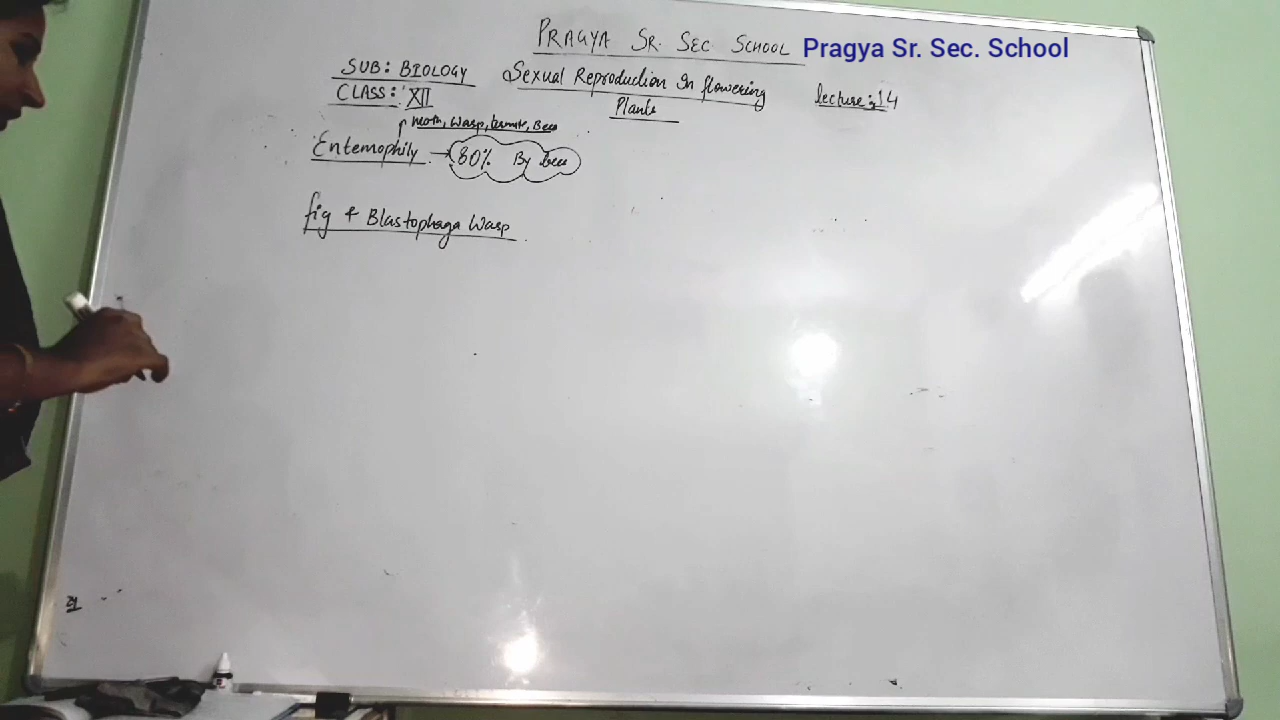 PRAGYA SR. SEC SCHOOL Pragya Sr. Sec. School
SUB: BIOLOGY Sexual Reproduction In flowering Plants lecture: 14
CLASS: XII
moth, Wasp, termite, Bees
Entemophily → 80% By bees
fig & Blastophaga Wasp